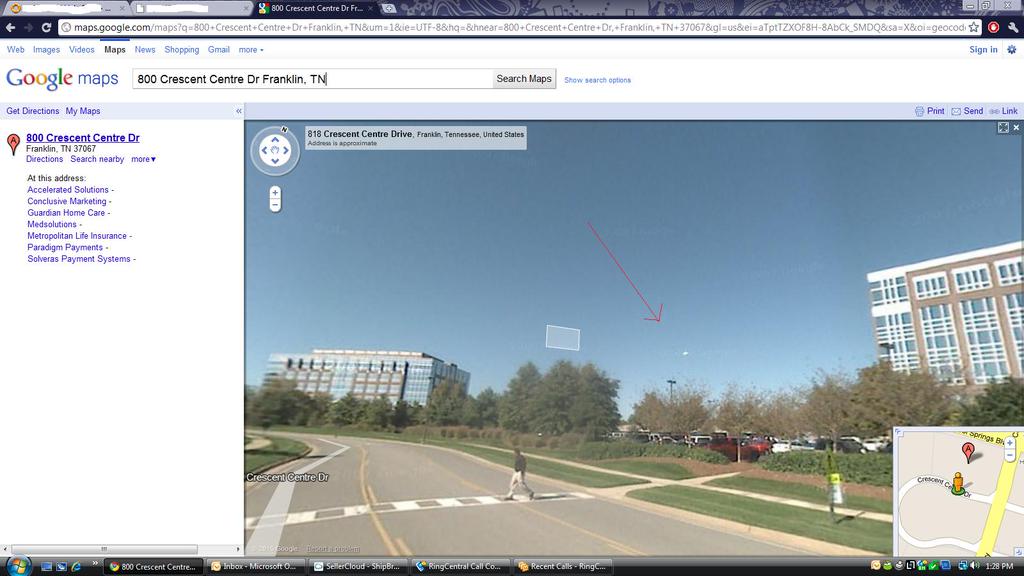 800 Crescent Centre Dr Fr...
maps.google.com/maps?q=800+Crescent+Centre+Dr+Franklin,+TN&um=1&ie=UTF-8&hq=&hnear=800+Crescent+Centre+Dr,+Franklin,+TN+37067&gl=us&ei=aTptTZXOF8H-8AbCk_SMDQ&sa=X&oi=geocod
Web Images Videos Maps News Shopping Gmail more
Sign in
Google maps
800 Crescent Centre Dr Franklin, TN
Search Maps
Show search options
Get Directions My Maps
«
Print Send Link
A
800 Crescent Centre Dr
Franklin, TN 37067
Directions Search nearby more▼
At this address:
Accelerated Solutions -
Conclusive Marketing -
Guardian Home Care -
Medsolutions -
Metropolitan Life Insurance -
Paradigm Payments -
Solveras Payment Systems -
N
818 Crescent Centre Drive, Franklin, Tennessee, United States
Address is approximate
Crescent Centre Dr
Google Report a problem
Springs
Crescent
800 Crescent Centre...
Inbox - Microsoft O...
SellerCloud - ShipBr...
RingCentral Call Co...
Recent Calls - RingC...
1:28 PM